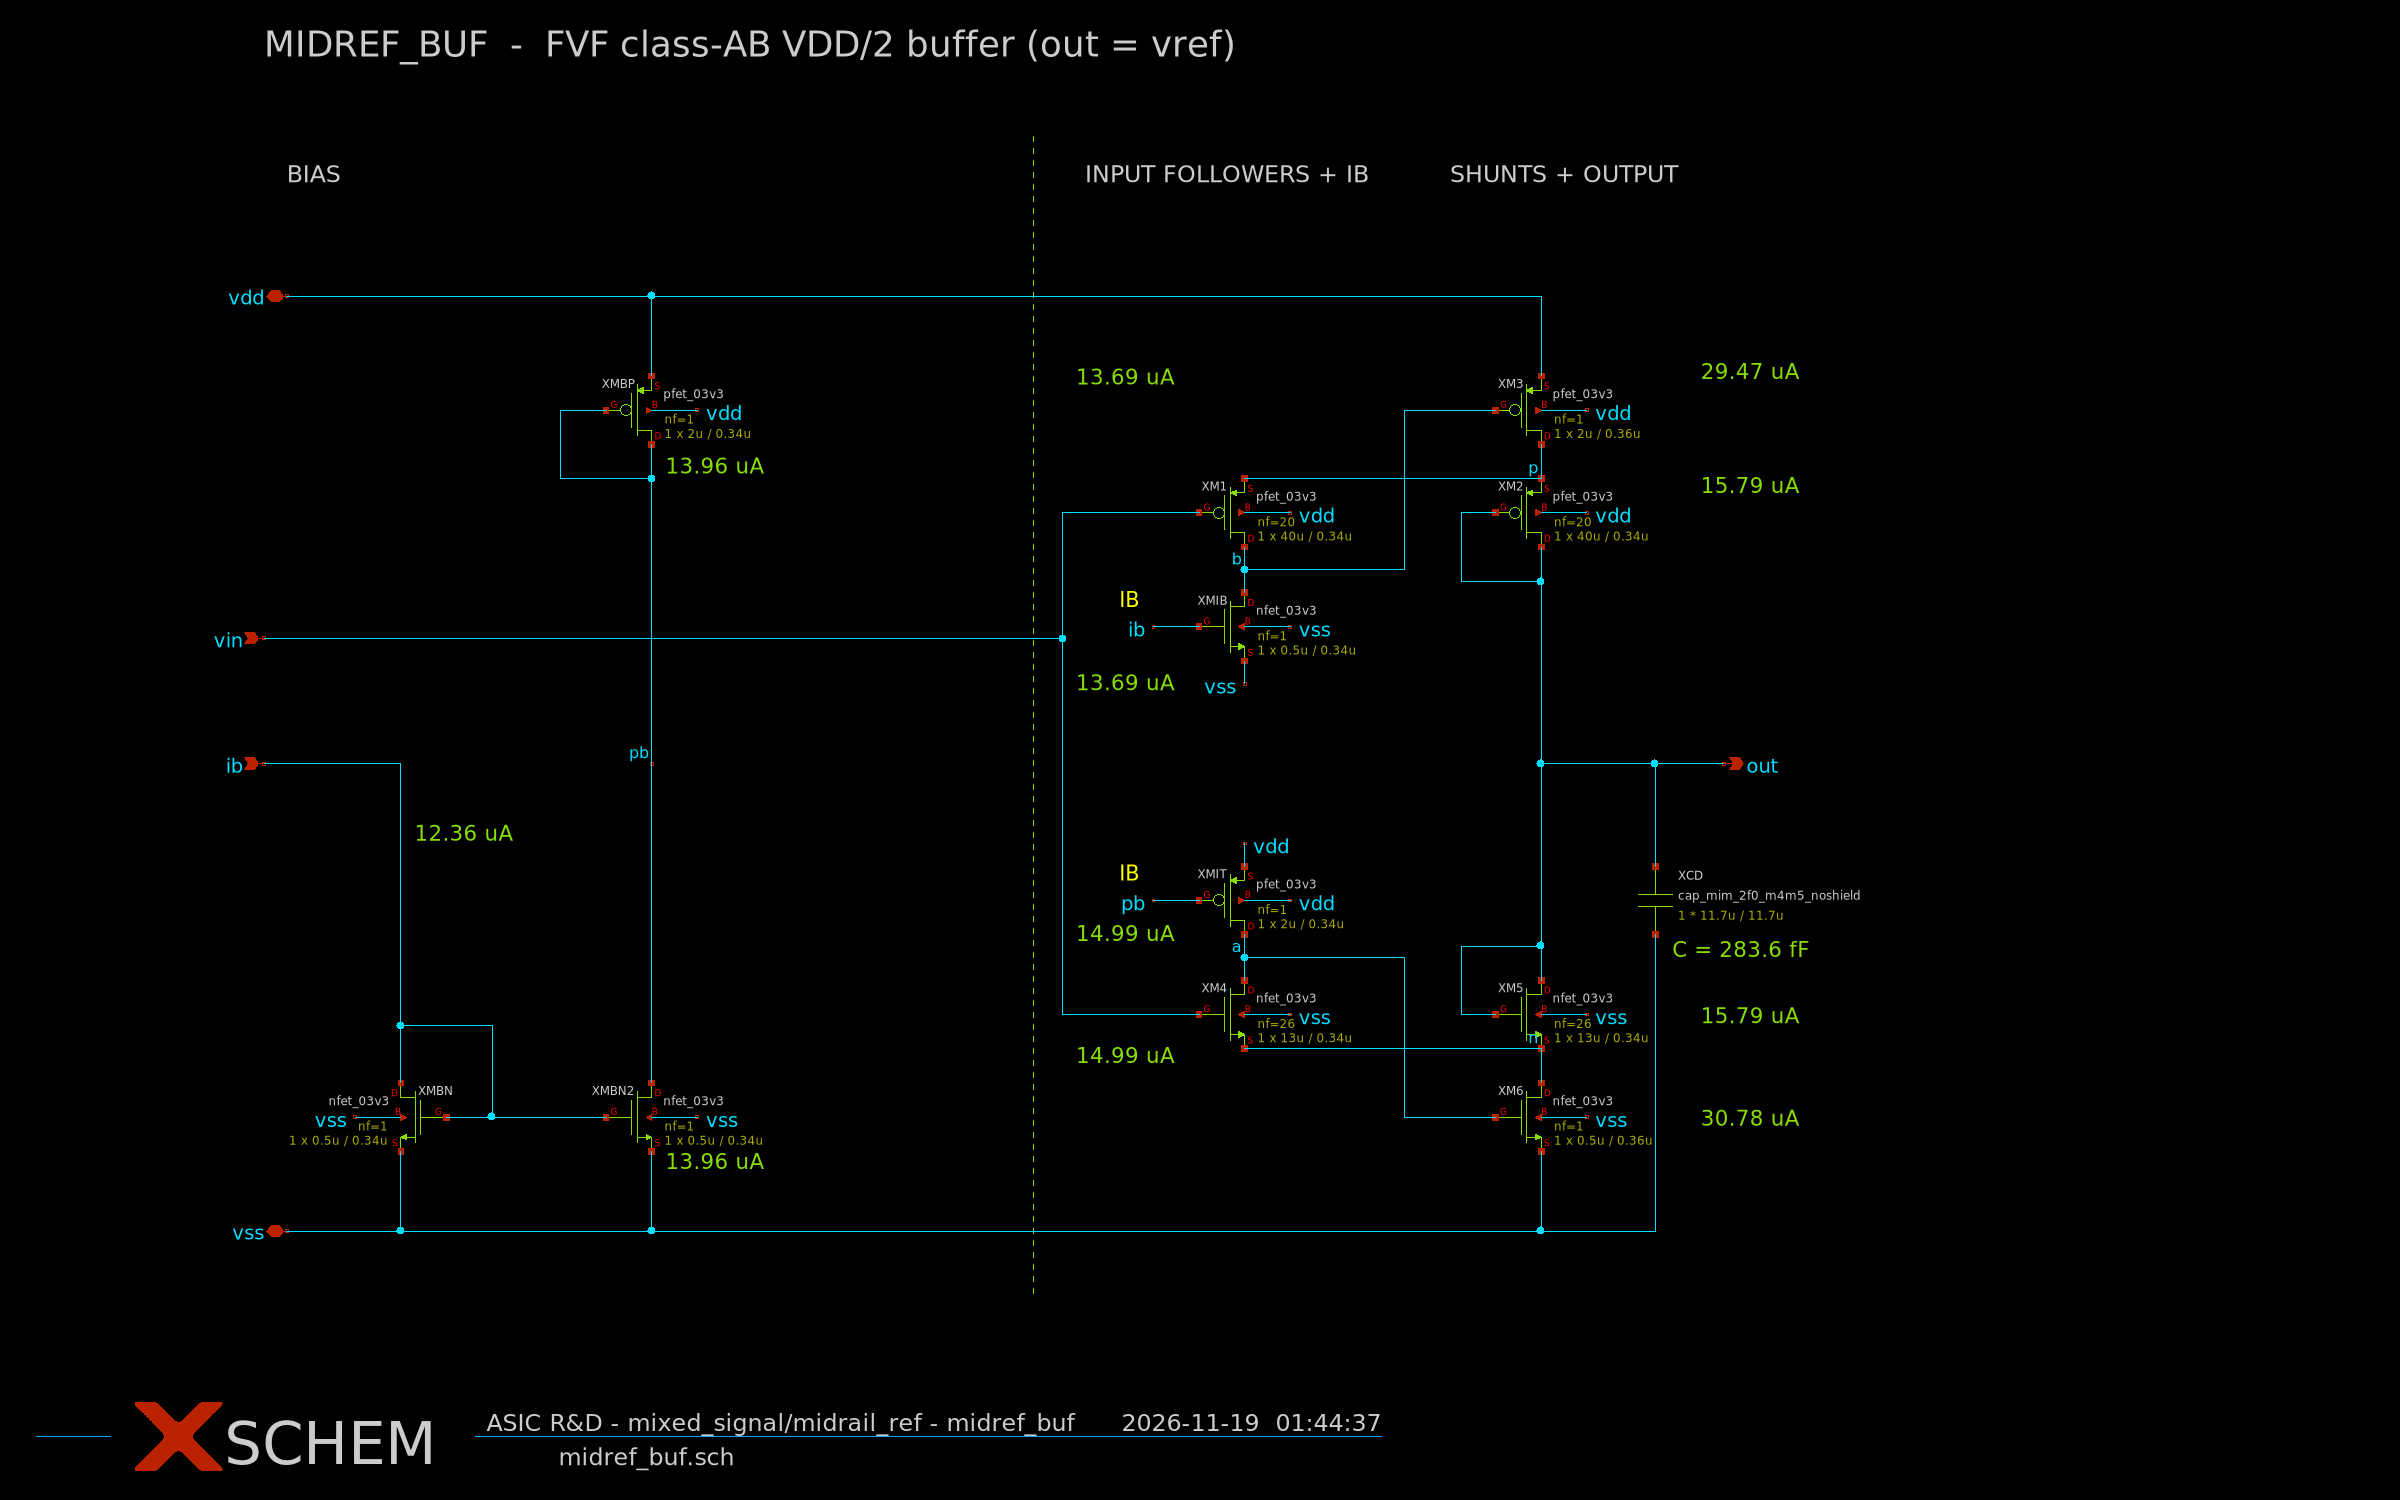 MIDREF_BUF - FVF class-AB VDD/2 buffer (out = vref)
BIAS
INPUT FOLLOWERS + IB
SHUNTS + OUTPUT
vdd
XMBP
S
pfet_03v3
G
B
vdd
nf=1
D
1 x 2u / 0.34u
13.96 uA
13.69 uA
29.47 uA
XM3
S
pfet_03v3
G
B
vdd
nf=1
D
1 x 2u / 0.36u
p
15.79 uA
XM1
S
pfet_03v3
G
B
vdd
nf=20
D
1 x 40u / 0.34u
b
XM2
S
pfet_03v3
G
B
vdd
nf=20
D
1 x 40u / 0.34u
IB
ib
XMIB
D
nfet_03v3
G
B
vss
nf=1
S
1 x 0.5u / 0.34u
13.69 uA
vss
vin
ib
pb
out
12.36 uA
vdd
IB
pb
XMIT
S
pfet_03v3
G
B
vdd
nf=1
D
1 x 2u / 0.34u
14.99 uA
a
XCD
cap_mim_2f0_m4m5_noshield
1 * 11.7u / 11.7u
C = 283.6 fF
XM4
D
nfet_03v3
G
B
vss
nf=26
S
1 x 13u / 0.34u
14.99 uA
XM5
D
nfet_03v3
G
B
vss
nf=26
S
1 x 13u / 0.34u
n
15.79 uA
XMBN
D
nfet_03v3
G
B
vss
nf=1
S
1 x 0.5u / 0.34u
XMBN2
D
nfet_03v3
G
B
vss
nf=1
S
1 x 0.5u / 0.34u
13.96 uA
XM6
D
nfet_03v3
G
B
vss
nf=1
S
1 x 0.5u / 0.36u
30.78 uA
vss
XSCHEM
ASIC R&D - mixed_signal/midrail_ref - midref_buf 2026-11-19 01:44:37
midref_buf.sch